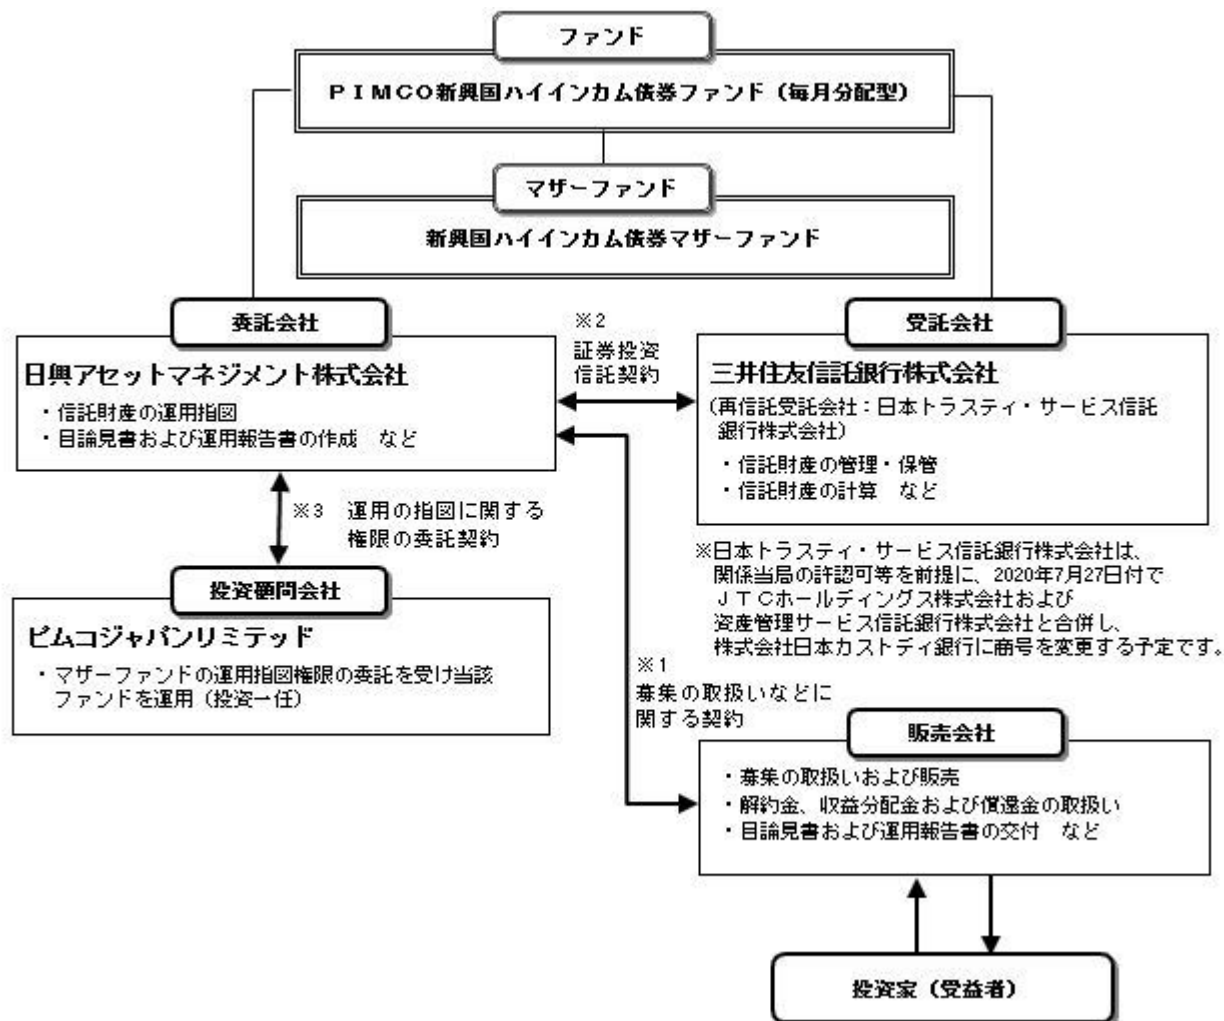 ファンド
ＰＩＭＣＯ新興国ハイインカム債券ファンド（毎月分配型）
マザーファンド
新興国ハイインカム債券マザーファンド
委託会社
日興アセットマネジメント株式会社
・信託財産の運用指図
・目論見書および運用報告書の作成　など
※2
証券投資
信託契約
受託会社
三井住友信託銀行株式会社
（再信託受託会社：日本トラスティ・サービス信託
銀行株式会社）
・信託財産の管理・保管
・信託財産の計算　など
※3　運用の指図に関する
権限の委託契約
※日本トラスティ・サービス信託銀行株式会社は、
関係当局の許認可等を前提に、2020年7月27日付で
ＪＴＣホールディングス株式会社および
資産管理サービス信託銀行株式会社と合併し、
株式会社日本カストディ銀行に商号を変更する予定です。
投資顧問会社
ピムコジャパンリミテッド
・マザーファンドの運用指図権限の委託を受け当該
ファンドを運用（投資一任）
※1
募集の取扱いなどに
関する契約
販売会社
・募集の取扱いおよび販売
・解約金、収益分配金および償還金の取扱い
・目論見書および運用報告書の交付　など
投資家（受益者）